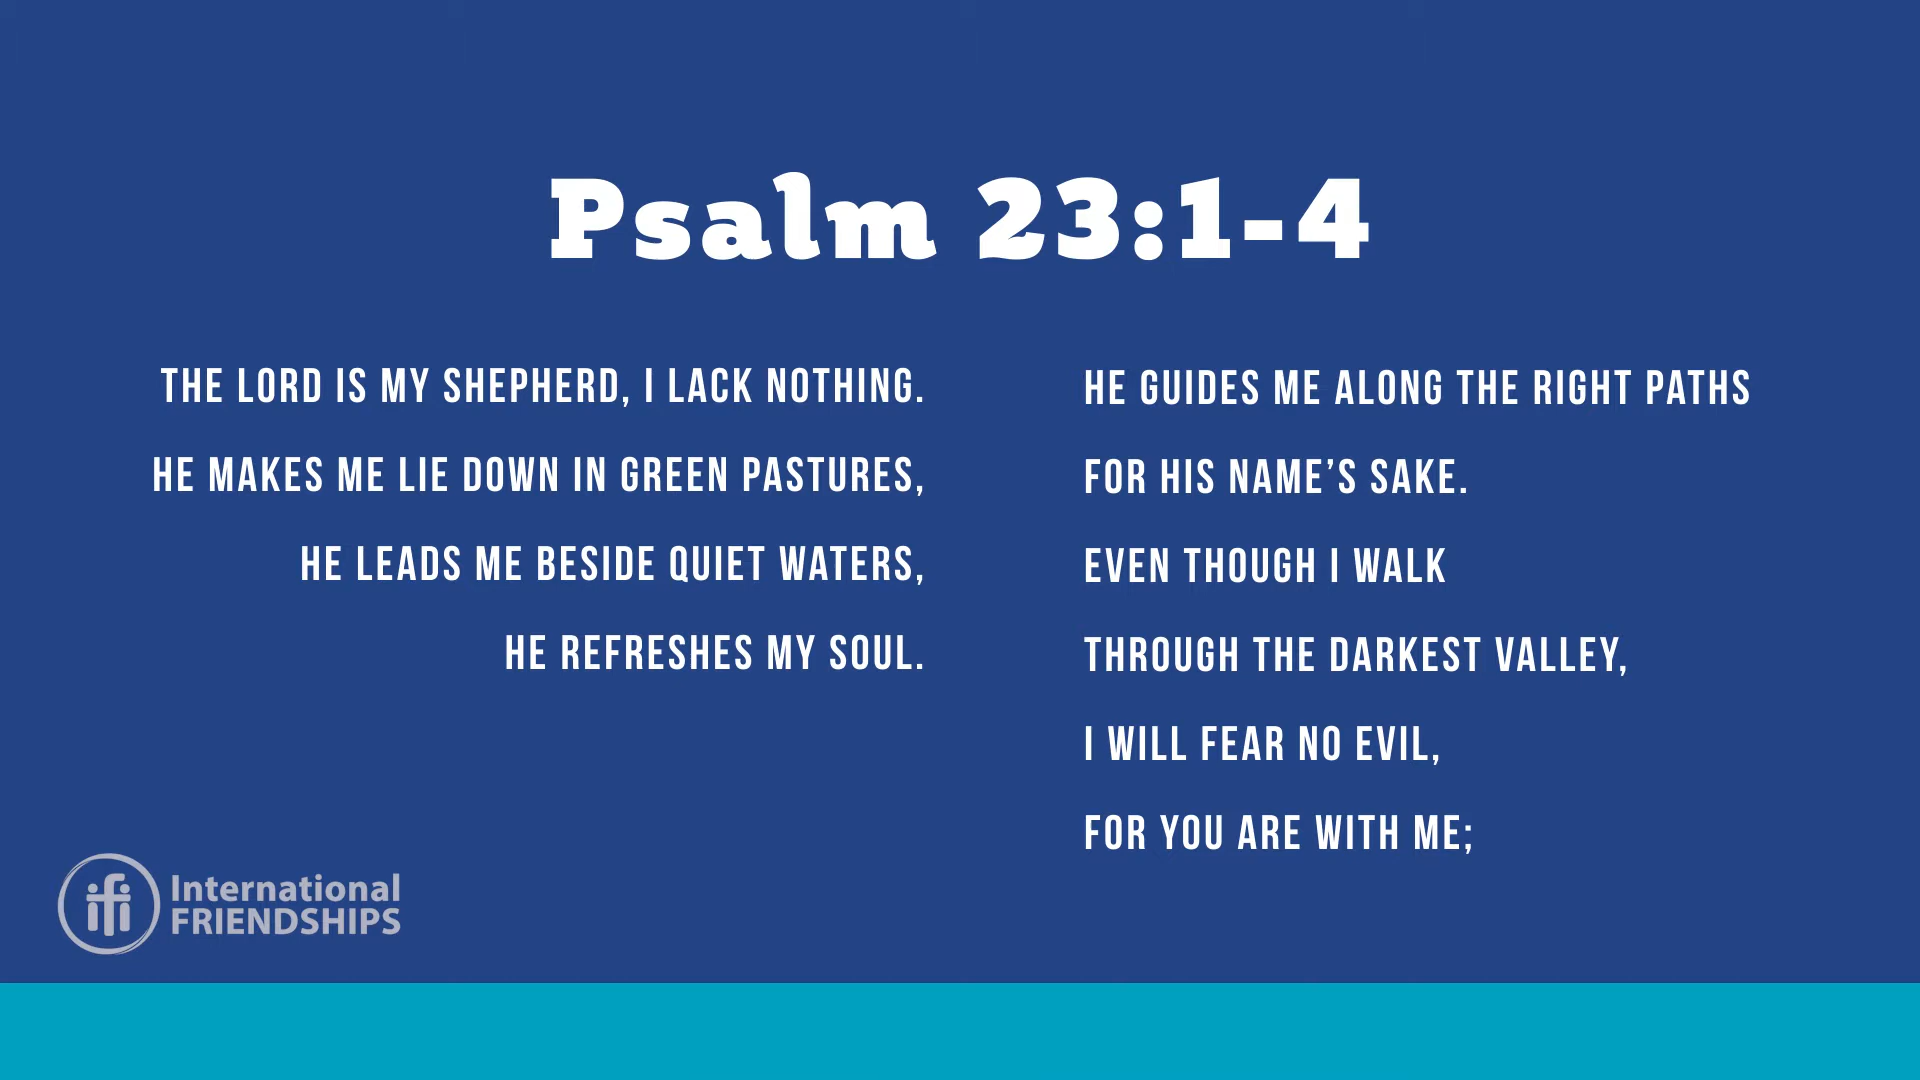 Psalm 23:1-4
THE LORD IS MY SHEPHERD, I LACK NOTHING.
HE MAKES ME LIE DOWN IN GREEN PASTURES,
HE LEADS ME BESIDE QUIET WATERS,
HE REFRESHES MY SOUL.
HE GUIDES ME ALONG THE RIGHT PATHS
FOR HIS NAME’S SAKE.
EVEN THOUGH I WALK
THROUGH THE DARKEST VALLEY,
I WILL FEAR NO EVIL,
FOR YOU ARE WITH ME;
ifi
International
FRIENDSHIPS